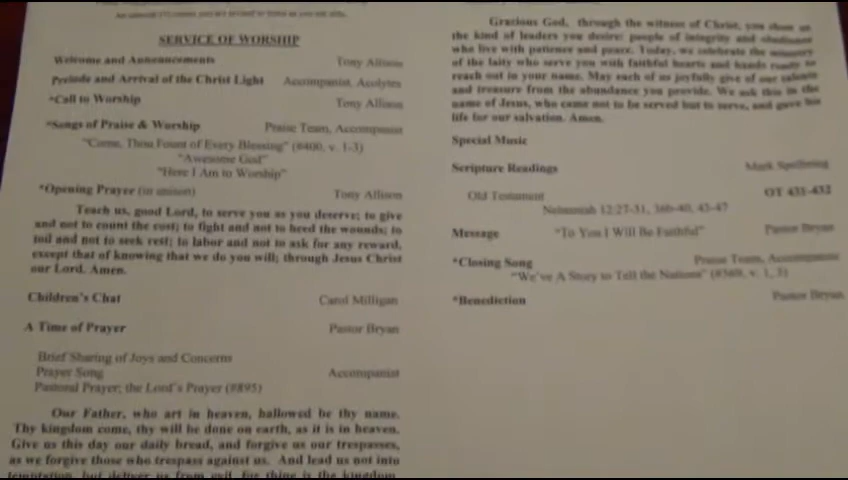 SERVICE OF WORSHIP
Welcome and Announcements Tony Allison
Prelude and Arrival of the Christ Light Accompanist, Acolytes
*Call to Worship Tony Allison
*Songs of Praise & Worship Praise Team, Accompanist
"Come, Thou Fount of Every Blessing" (#400, v. 1-3)
"Awesome God"
"Here I Am to Worship"
*Opening Prayer (in unison) Tony Allison
Teach us, good Lord, to serve you as you deserve; to give
and not to count the cost; to fight and not to heed the wounds; to
toil and not to seek rest; to labor and not to ask for any reward,
except that of knowing that we do you will; through Jesus Christ
our Lord. Amen.
Children's Chat Carol Milligan
A Time of Prayer Pastor Bryan
Brief Sharing of Joys and Concerns
Prayer Song Accompanist
Pastoral Prayer; the Lord's Prayer (#895)
Our Father, who art in heaven, hallowed be thy name.
Thy kingdom come, thy will be done on earth, as it is in heaven.
Give us this day our daily bread, and forgive us our trespasses,
as we forgive those who trespass against us. And lead us not into
temptation, but deliver us from evil, for thine is the kingdom,
Gracious God, through the witness of Christ, you show us
the kind of leaders you desire: people of integrity and obedience
who live with patience and peace. Today, we celebrate the ministry
of the laity who serve you with faithful hearts and hands ready to
reach out in your name. May each of us joyfully give of our talents
and treasure from the abundance you provide. We ask this in the
name of Jesus, who came not to be served but to serve, and gave his
life for our salvation. Amen.
Special Music
Scripture Readings Mark
Old Testament OT 431-432
Nehemiah 12:27-31, 36b-40, 43-47
Message "To You I Will Be Faithful" Pastor Bryan
*Closing Song Praise Team, Accompanist
"We've A Story to Tell the Nations" (#569, v. 1, 3)
*Benediction Pastor Bryan